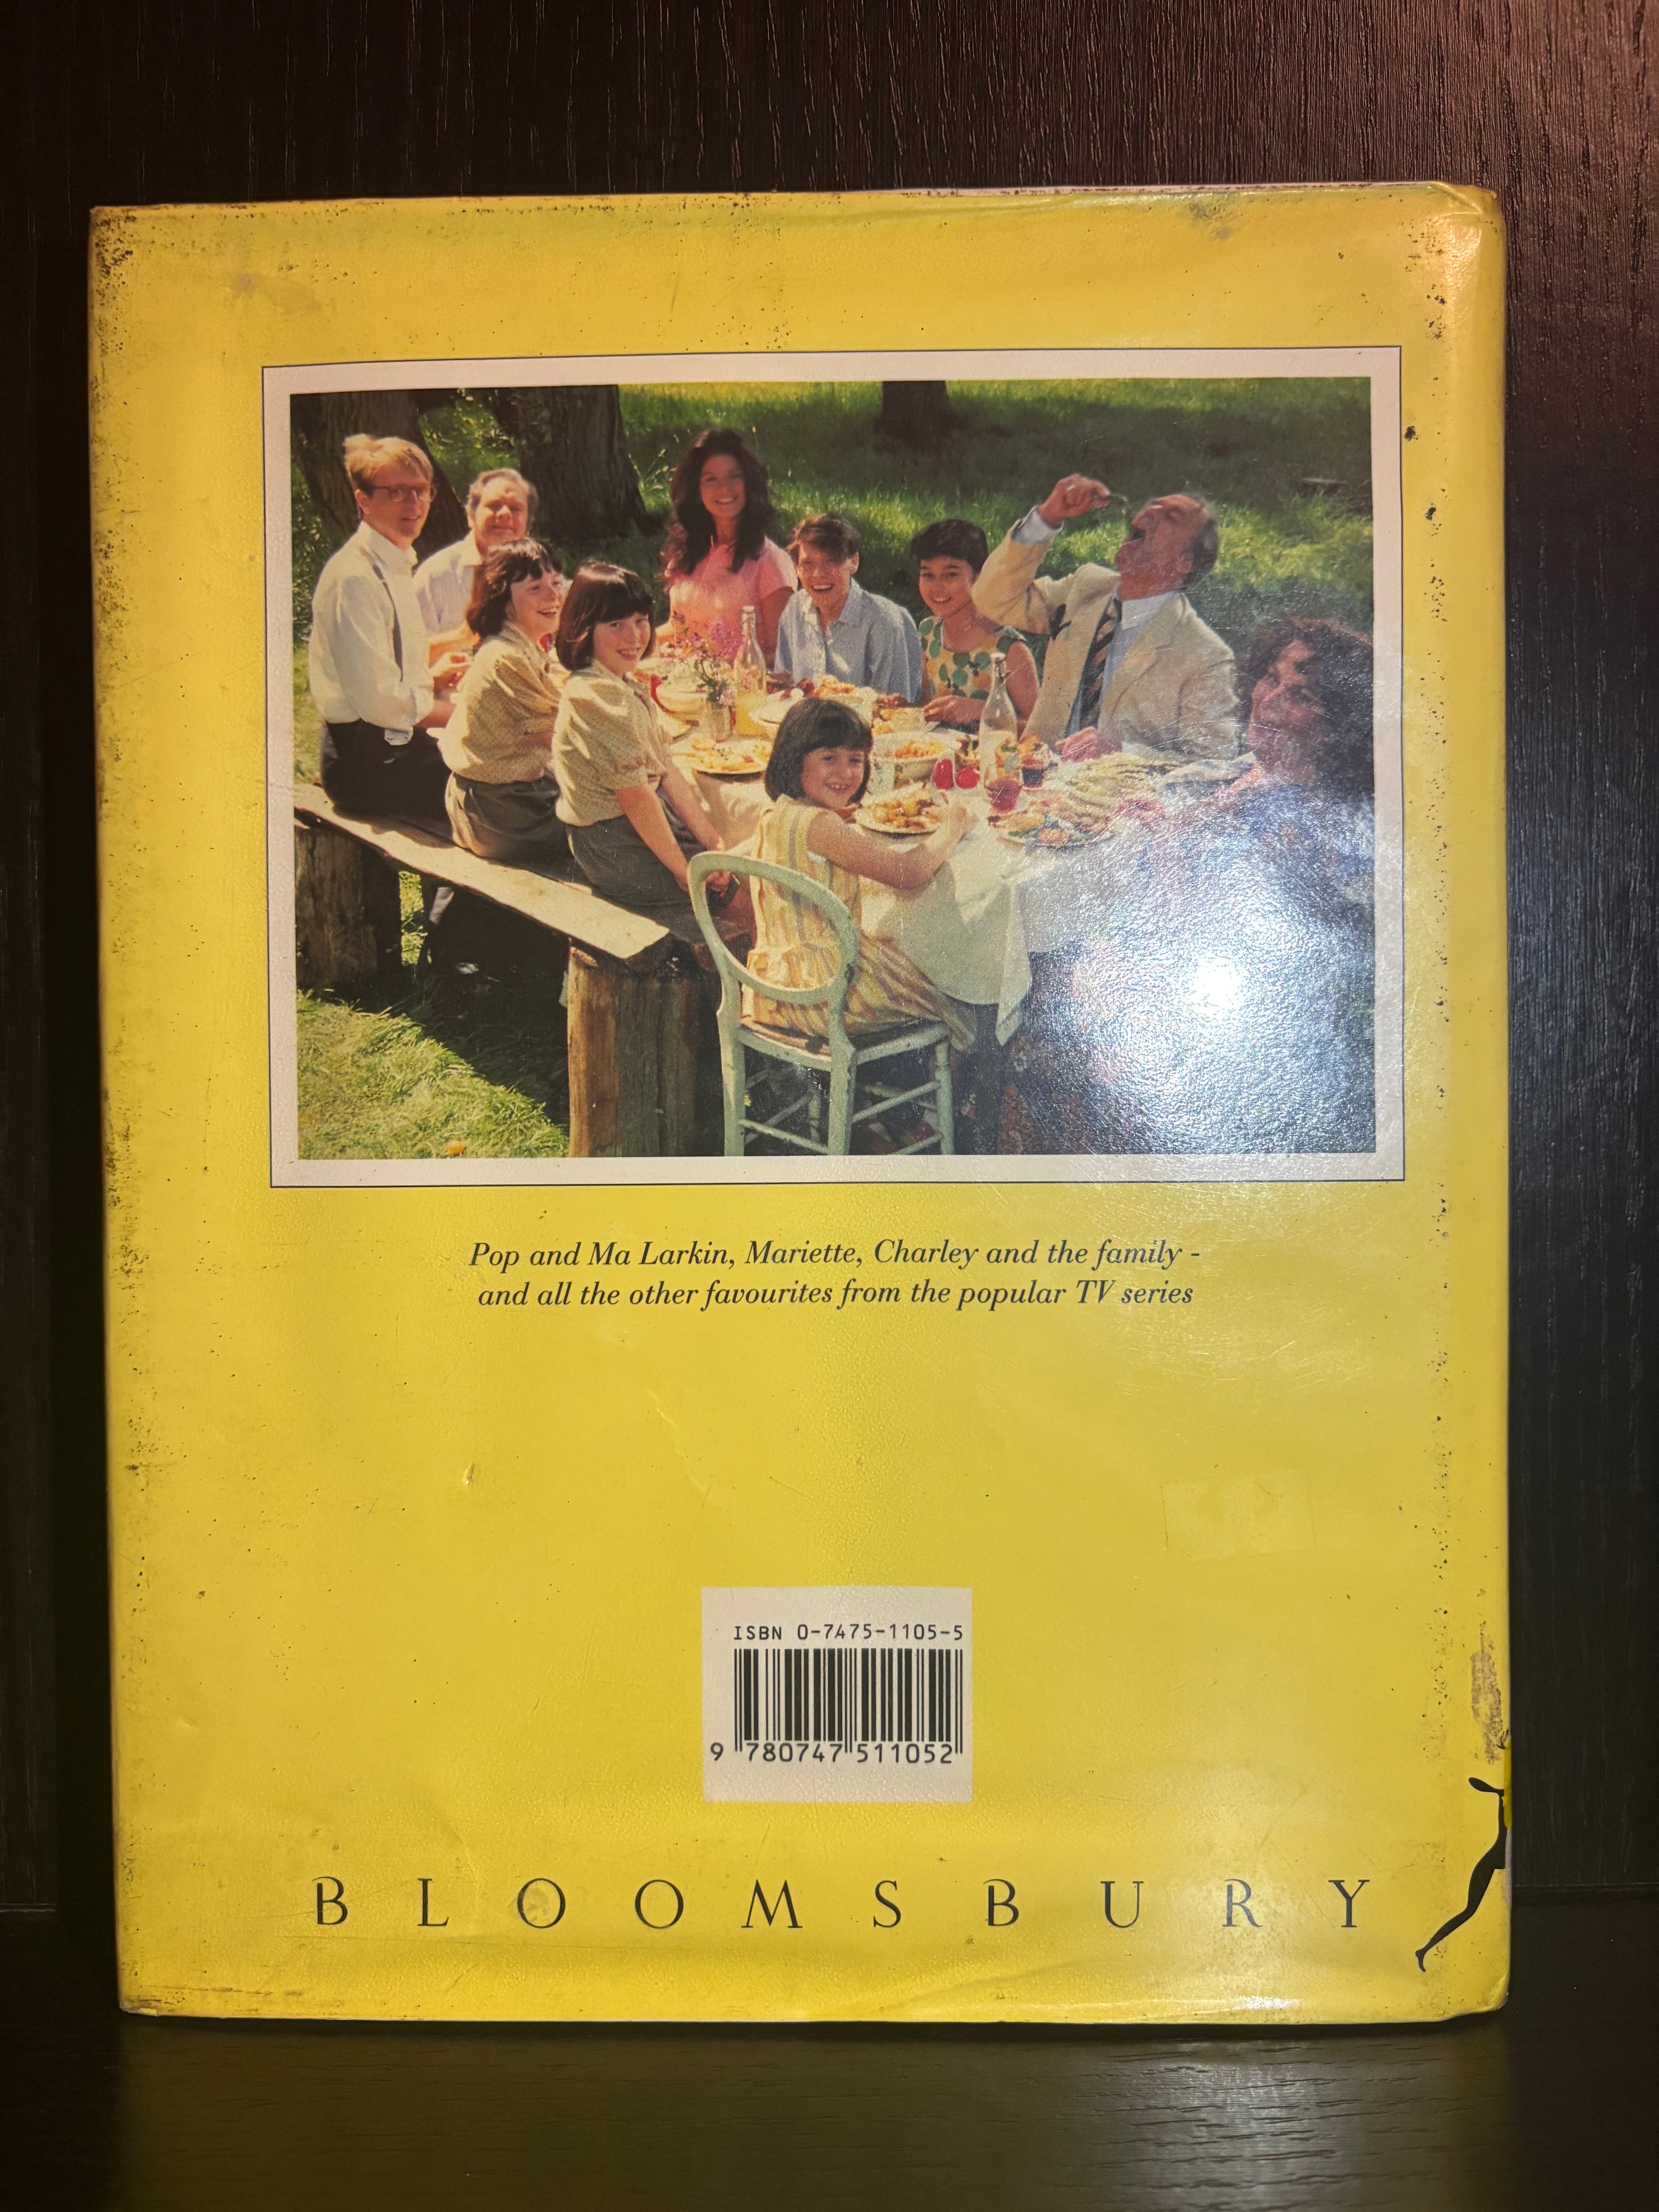 Pop and Ma Larkin, Mariette, Charley and the family -
and all the other favourites from the popular TV series
ISBN 0-7475-1105-5
9 780747 511052
BLOOMSBURY